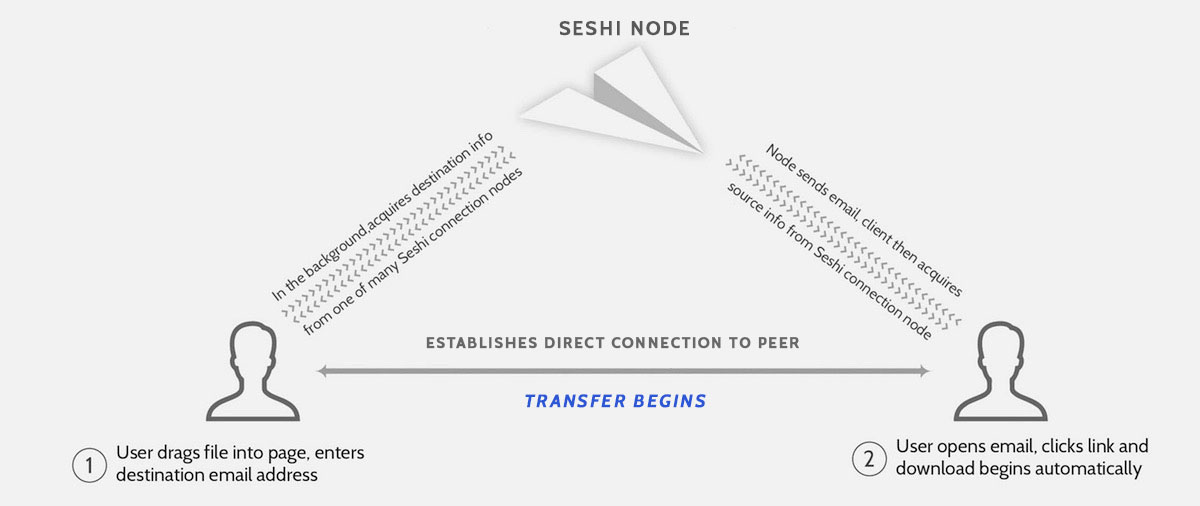 SESHI NODE
In the background,acquires destination info
from one of many Seshi connection nodes
Node sends email, client then acquires
source info from Seshi connection node
ESTABLISHES DIRECT CONNECTION TO PEER
TRANSFER BEGINS
1 User drags file into page, enters
destination email address
2 User opens email, clicks link and
download begins automatically